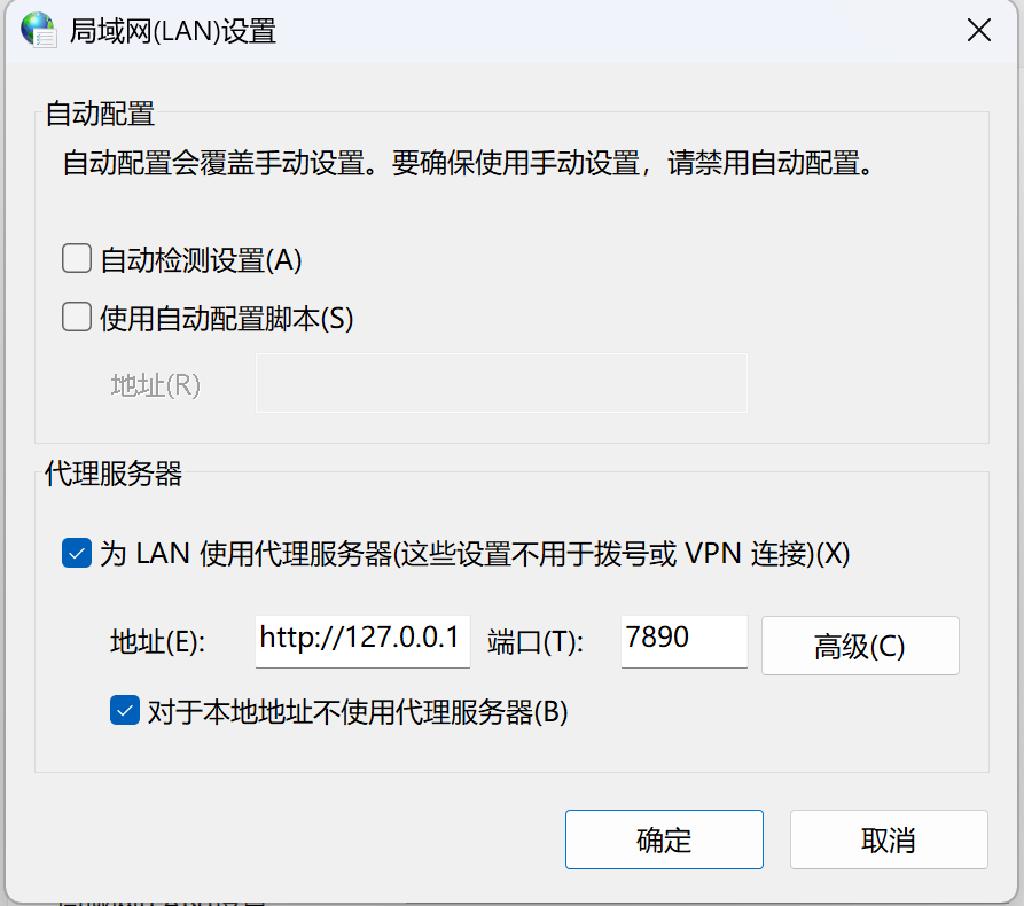 局域网(LAN)设置
自动配置
自动配置会覆盖手动设置。要确保使用手动设置，请禁用自动配置。
自动检测设置(A)
使用自动配置脚本(S)
地址(R)
代理服务器
为 LAN 使用代理服务器(这些设置不用于拨号或 VPN 连接)(X)
地址(E): http://127.0.0.1 端口(T): 7890 高级(C)
对于本地地址不使用代理服务器(B)
确定 取消